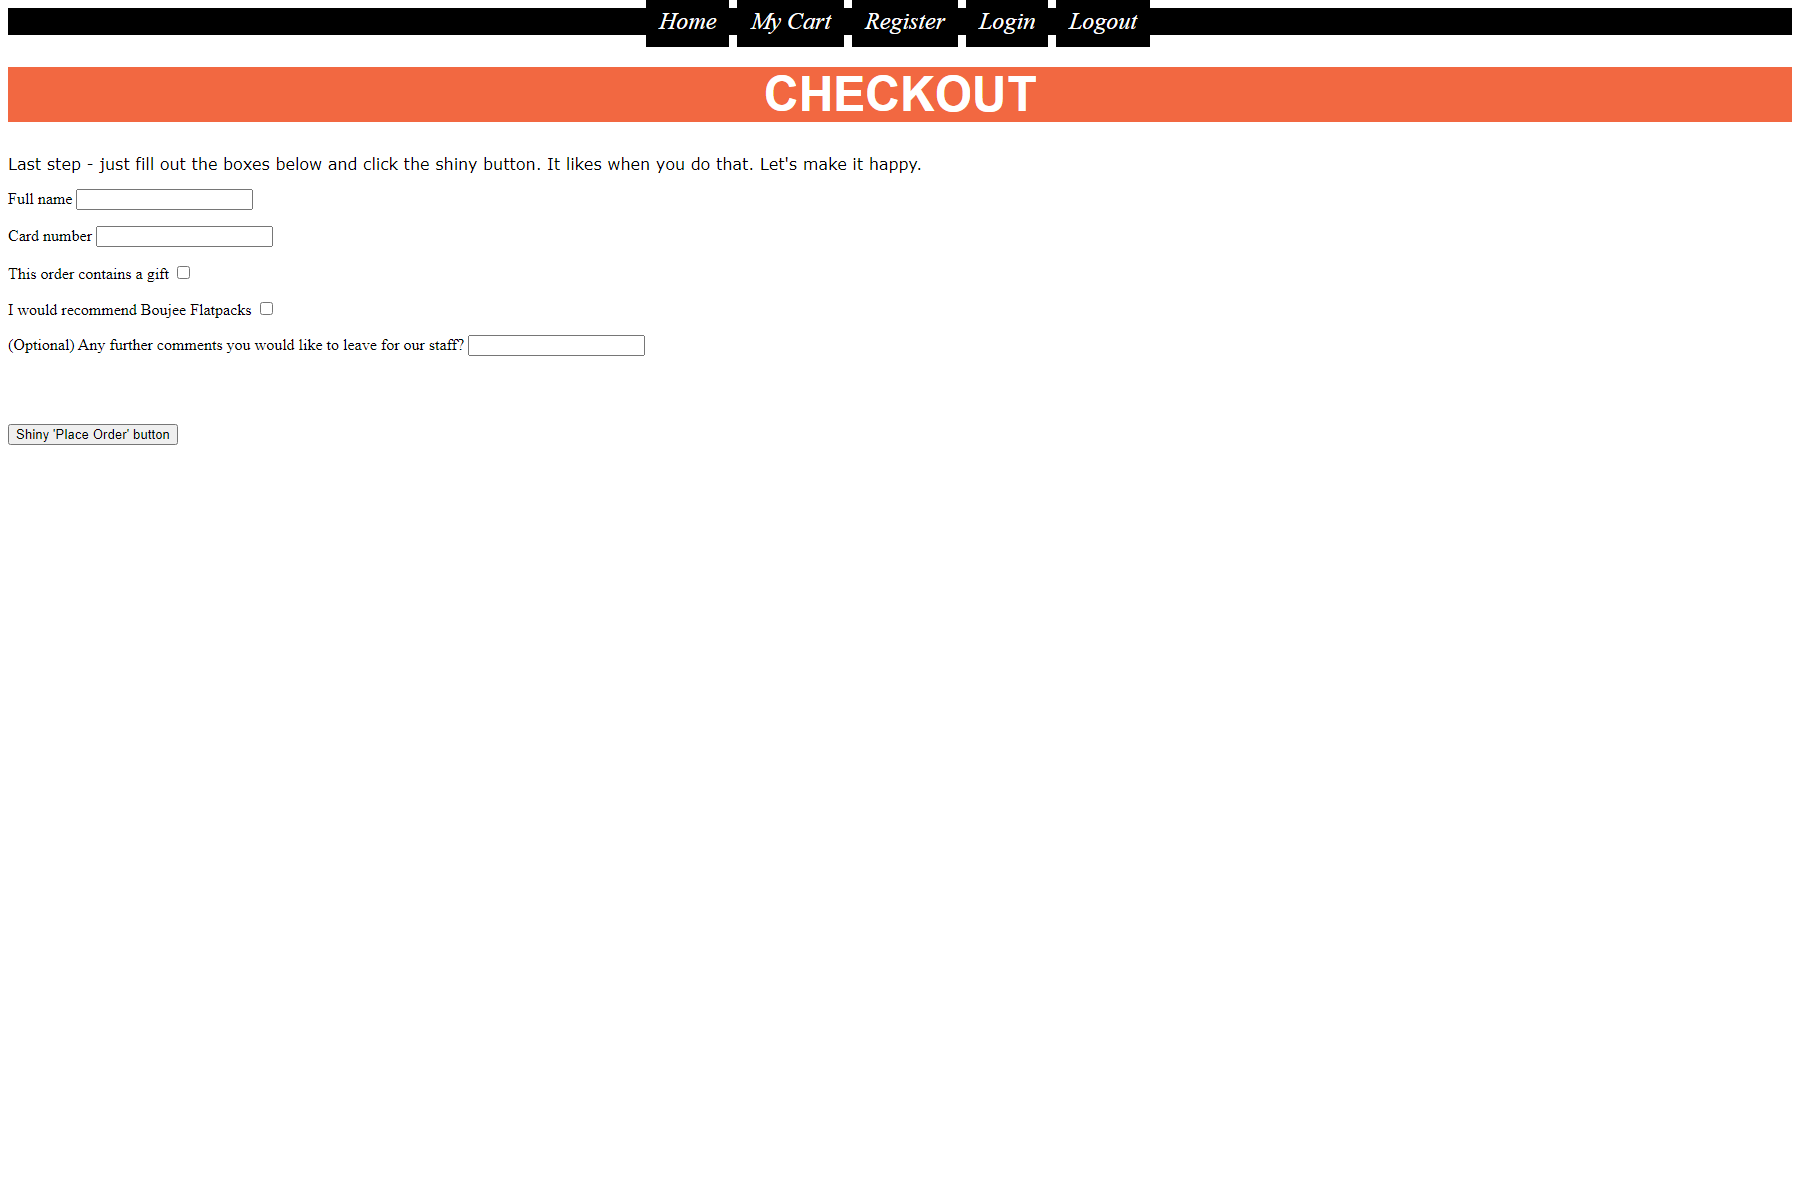 Home My Cart Register Login Logout
CHECKOUT
Last step - just fill out the boxes below and click the shiny button. It likes when you do that. Let's make it happy.
Full name
Card number
This order contains a gift
I would recommend Boujee Flatpacks
(Optional) Any further comments you would like to leave for our staff?
Shiny 'Place Order' button